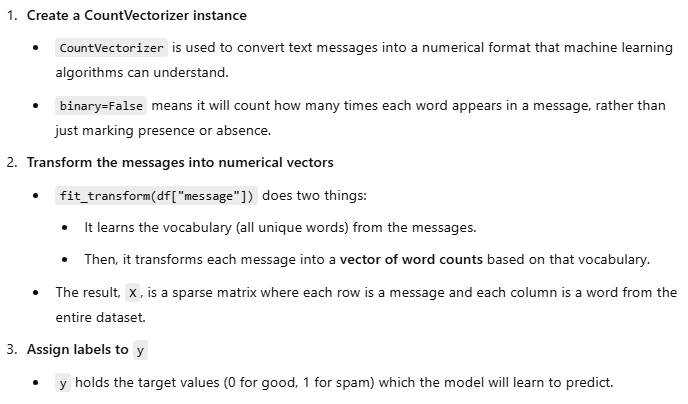 1. Create a CountVectorizer instance
• CountVectorizer is used to convert text messages into a numerical format that machine learning
algorithms can understand.
• binary=False means it will count how many times each word appears in a message, rather than
just marking presence or absence.
2. Transform the messages into numerical vectors
• fit_transform(df["message"]) does two things:
• It learns the vocabulary (all unique words) from the messages.
• Then, it transforms each message into a vector of word counts based on that vocabulary.
• The result, X, is a sparse matrix where each row is a message and each column is a word from the
entire dataset.
3. Assign labels to y
• y holds the target values (0 for good, 1 for spam) which the model will learn to predict.